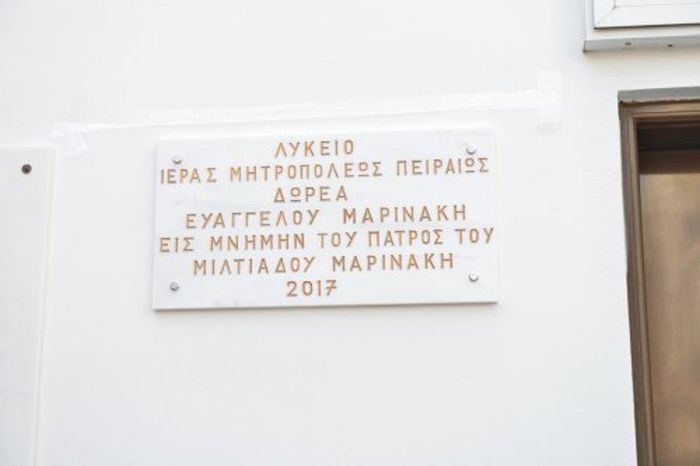 ΛΥΚΕΙΟ
ΙΕΡΑΣ ΜΗΤΡΟΠΟΛΕΩΣ ΠΕΙΡΑΙΩΣ
ΔΩΡΕΑ
ΕΥΑΓΓΕΛΟΥ ΜΑΡΙΝΑΚΗ
ΕΙΣ ΜΝΗΜΗΝ ΤΟΥ ΠΑΤΡΟΣ ΤΟΥ
ΜΙΛΤΙΑΔΟΥ ΜΑΡΙΝΑΚΗ
2017